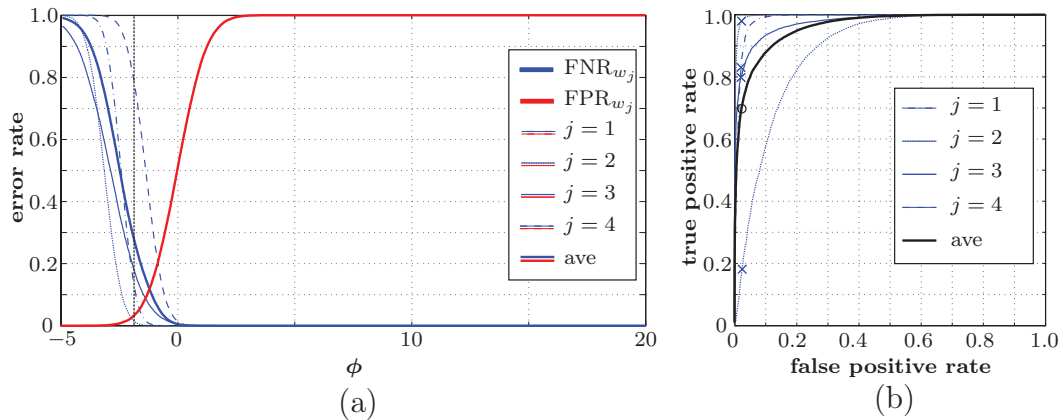 error rate
1.0
0.8
0.6
0.4
0.2
0
-5
0
5
10
15
20
ϕ
FNR_{w_j}
FPR_{w_j}
j = 1
j = 2
j = 3
j = 4
ave
(a)
true positive rate
1.0
0.8
0.6
0.4
0.2
0
0
0.2
0.4
0.6
0.8
1.0
false positive rate
j = 1
j = 2
j = 3
j = 4
ave
(b)